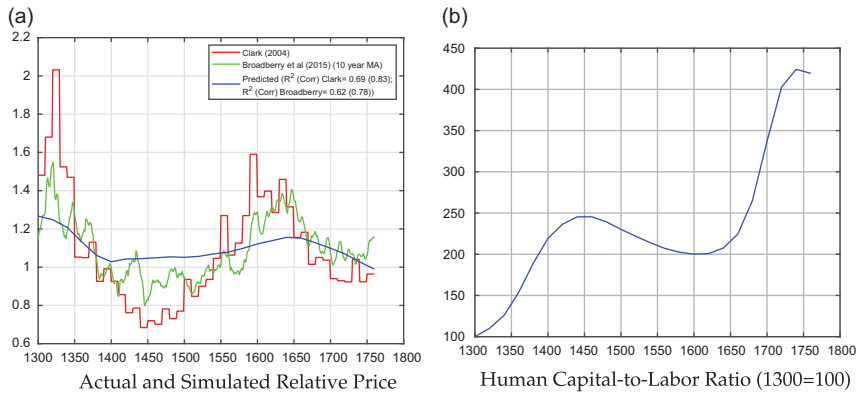 (a)
2.2
2
1.8
1.6
1.4
1.2
1
0.8
0.6
1300 1350 1400 1450 1500 1550 1600 1650 1700 1750 1800
Clark (2004)
Broadberry et al (2015) (10 year MA)
Predicted (R² (Corr) Clark= 0.69 (0.83);
R² (Corr) Broadberry= 0.62 (0.78))
Actual and Simulated Relative Price
(b)
450
400
350
300
250
200
150
100
1300 1350 1400 1450 1500 1550 1600 1650 1700 1750 1800
Human Capital-to-Labor Ratio (1300=100)